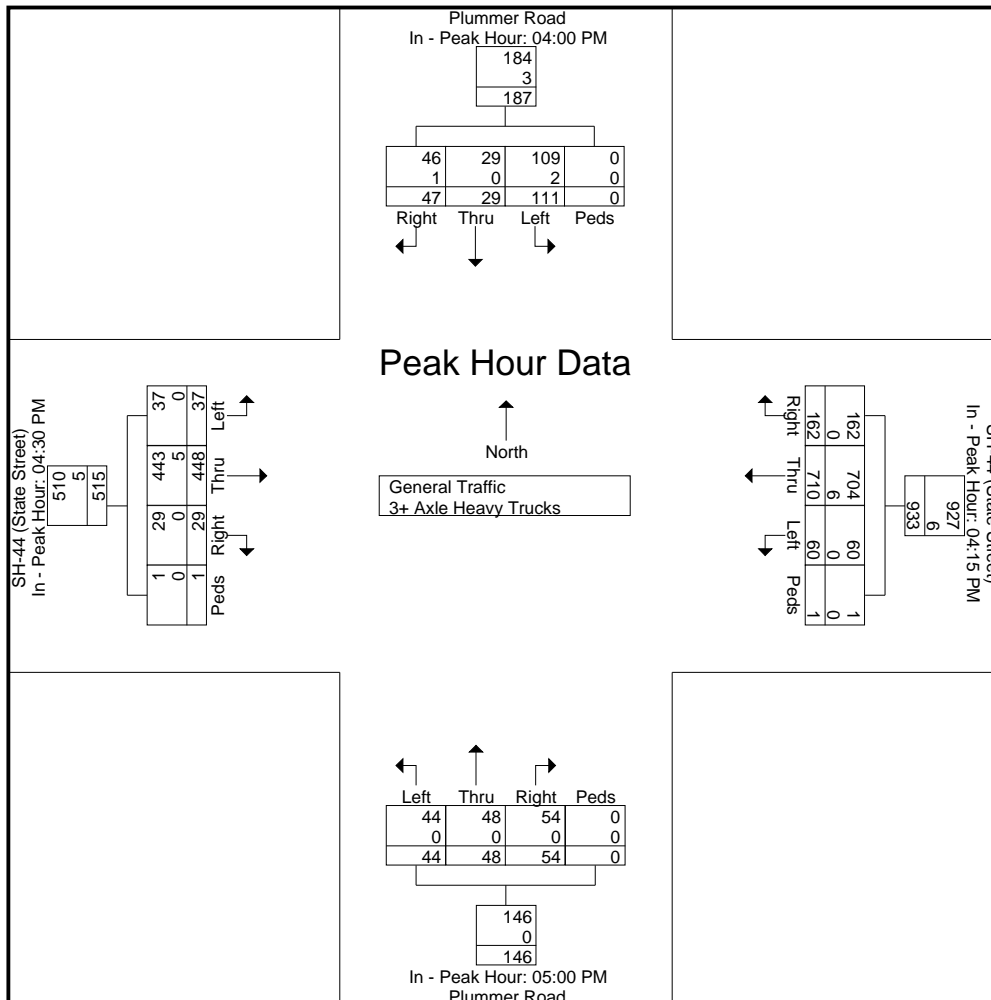 Plummer Road
In - Peak Hour: 04:00 PM
184
3
187
46 29 109 0
1 0 2 0
47 29 111 0
Right Thru Left Peds
Peak Hour Data
North
General Traffic
3+ Axle Heavy Trucks
SH-44 (State Street)
In - Peak Hour: 04:30 PM
510
5
515
37 443 29 1
0 5 0 0
37 448 29 1
Left Thru Right Peds
SH-44 (State Street)
In - Peak Hour: 04:15 PM
927
6
933
162 704 60 1
0 6 0 0
162 710 60 1
Right Thru Left Peds
Left Thru Right Peds
44 48 54 0
0 0 0 0
44 48 54 0
146
0
146
In - Peak Hour: 05:00 PM
Plummer Road